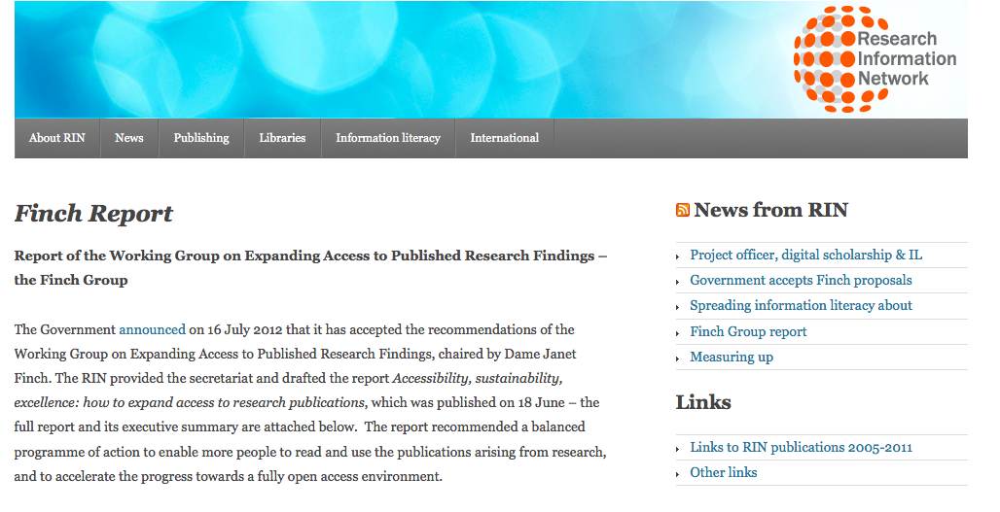 Research
Information
Network
About RIN
News
Publishing
Libraries
Information literacy
International
Finch Report
Report of the Working Group on Expanding Access to Published Research Findings –
the Finch Group
The Government announced on 16 July 2012 that it has accepted the recommendations of the
Working Group on Expanding Access to Published Research Findings, chaired by Dame Janet
Finch. The RIN provided the secretariat and drafted the report Accessibility, sustainability,
excellence: how to expand access to research publications, which was published on 18 June – the
full report and its executive summary are attached below.  The report recommended a balanced
programme of action to enable more people to read and use the publications arising from research,
and to accelerate the progress towards a fully open access environment.
News from RIN
Project officer, digital scholarship & IL
Government accepts Finch proposals
Spreading information literacy about
Finch Group report
Measuring up
Links
Links to RIN publications 2005-2011
Other links